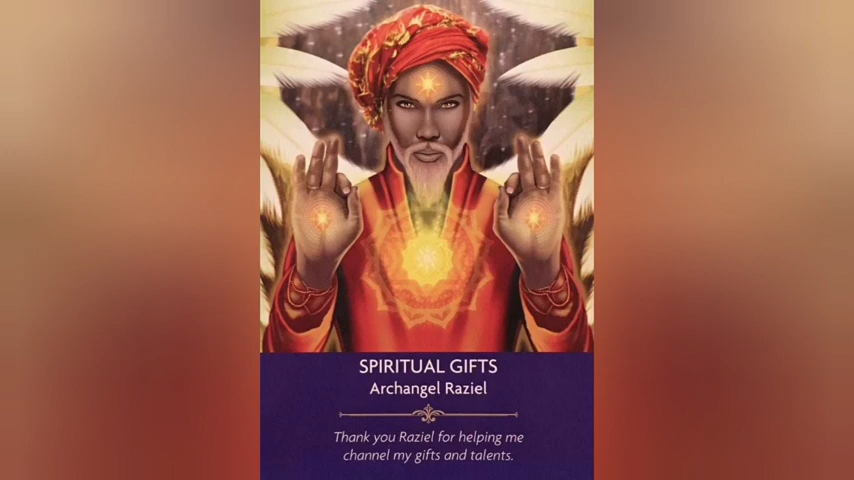 SPIRITUAL GIFTS
Archangel Raziel
Thank you Raziel for helping me
channel my gifts and talents.